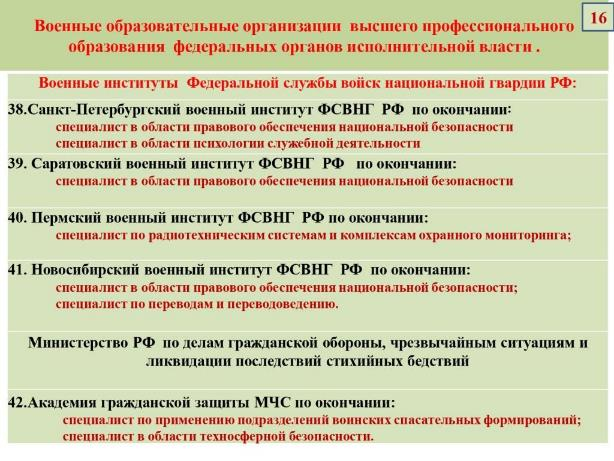 16
Военные образовательные организации высшего профессионального
образования федеральных органов исполнительной власти .
Военные институты Федеральной службы войск национальной гвардии РФ:
38.Санкт-Петербургский военный институт ФСВНГ РФ по окончании:
специалист в области правового обеспечения национальной безопасности
специалист в области психологии служебной деятельности
39. Саратовский военный институт ФСВНГ РФ по окончании:
специалист в области правового обеспечения национальной безопасности
40. Пермский военный институт ФСВНГ РФ по окончании:
специалист по радиотехническим системам и комплексам охранного мониторинга;
41. Новосибирский военный институт ФСВНГ РФ по окончании:
специалист в области правового обеспечения национальной безопасности;
специалист по переводам и переводоведению.
Министерство РФ по делам гражданской обороны, чрезвычайным ситуациям и
ликвидации последствий стихийных бедствий
42.Академия гражданской защиты МЧС по окончании:
специалист по применению подразделений воинских спасательных формирований;
специалист в области техносферной безопасности.